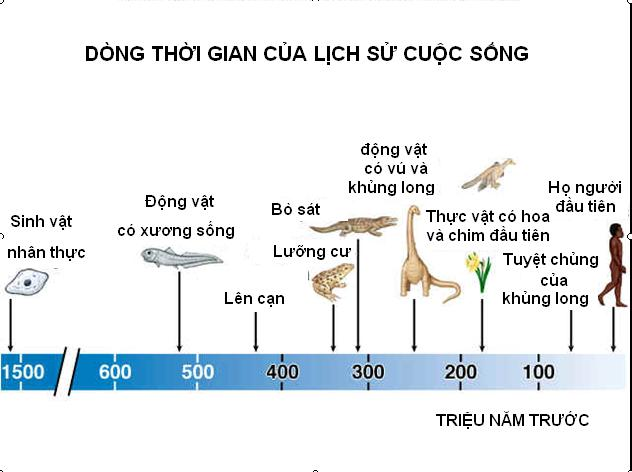 DÒNG THỜI GIAN CỦA LỊCH SỬ CUỘC SỐNG
Sinh vật
nhân thực
Động vật
có xương sống
Lên cạn
Lưỡng cư
Bò sát
động vật
có vú và
khủng long
Thực vật có hoa
và chim đầu tiên
Tuyệt chủng
của
khủng long
Họ người
đầu tiên
1500 600 500 400 300 200 100
TRIỆU NĂM TRƯỚC